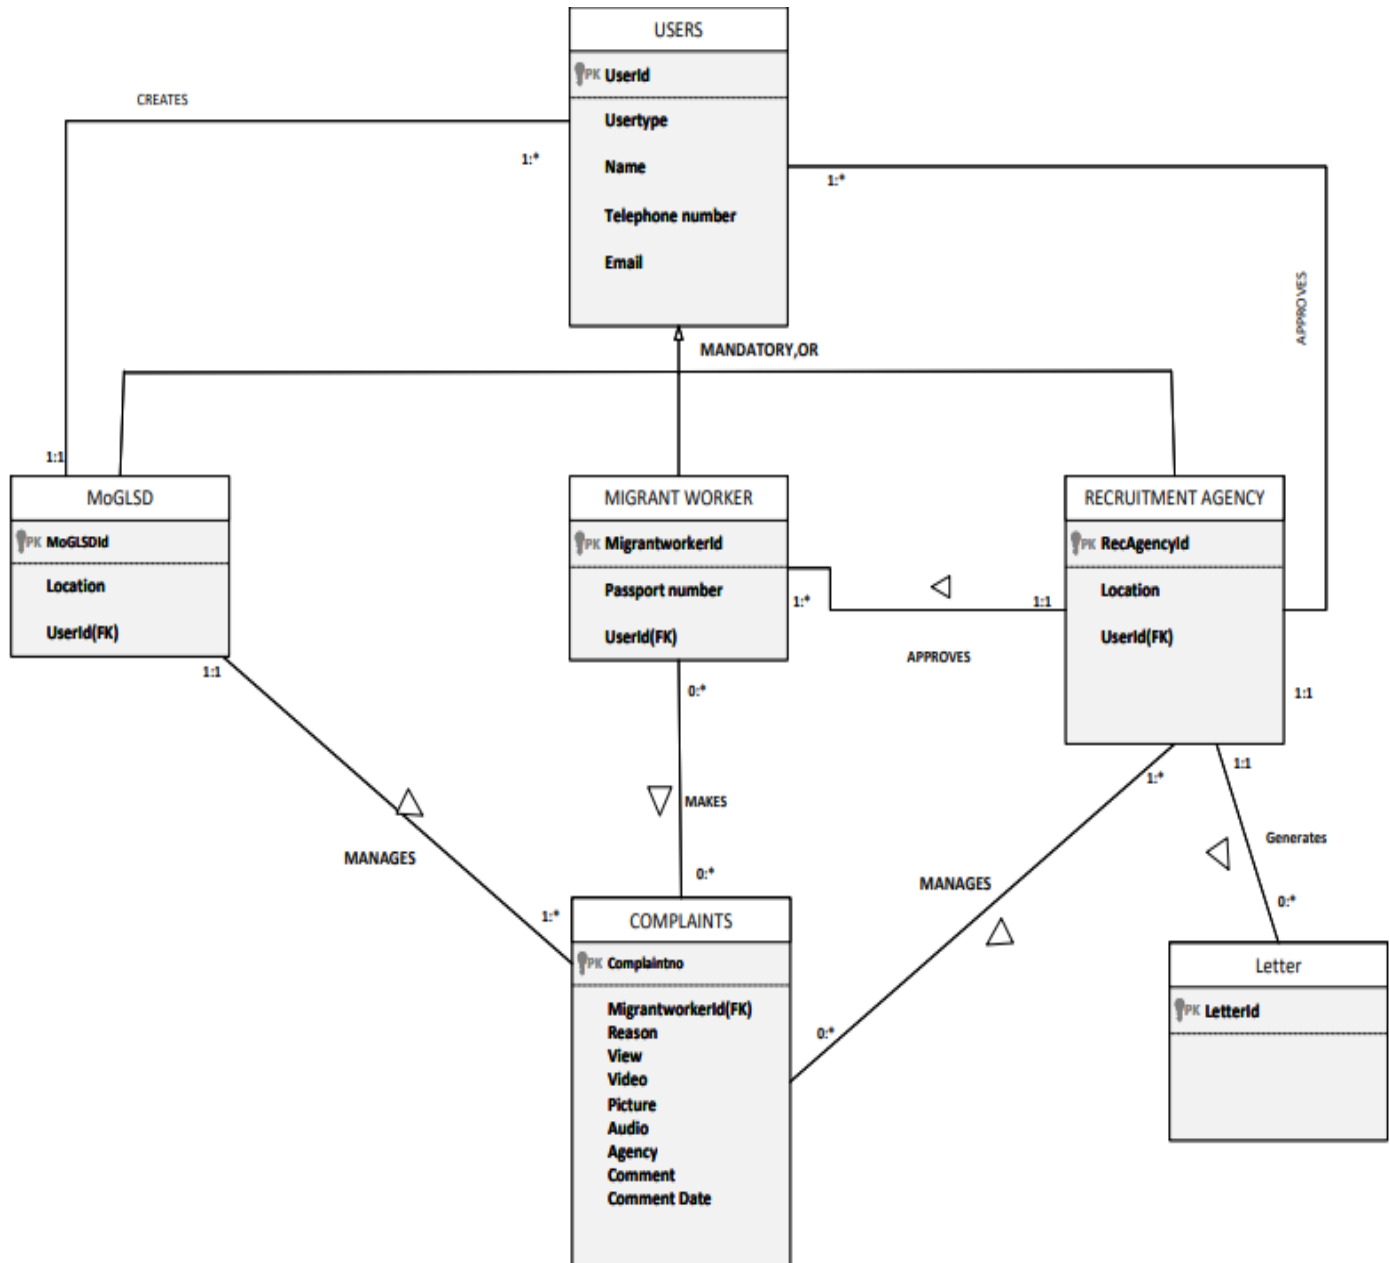 USERS
PK UserId
CREATES
Usertype
1:*
Name
1:*
Telephone number
Email
APPROVES
MANDATORY,OR
1:1
MoGLSD
MIGRANT WORKER
RECRUITMENT AGENCY
PK MoGLSDId
PK MigrantworkerId
PK RecAgencyId
Location
Passport number
1:*
1:1
Location
UserId(FK)
UserId(FK)
UserId(FK)
APPROVES
1:1
0:*
1:1
1:*
1:1
MAKES
Generates
MANAGES
MANAGES
0:*
0:*
1:*
COMPLAINTS
PK Complaintno
Letter
PK LetterId
MigrantworkerId(FK)
Reason
0:*
View
Video
Picture
Audio
Agency
Comment
Comment Date